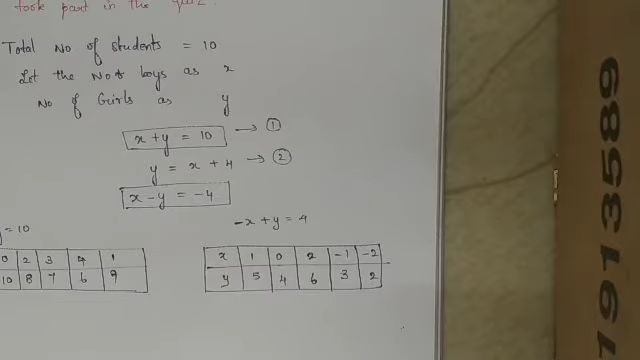 took part in the quiz.
Total No of students = 10
Let the No of boys as x
No of Girls as y
x+y = 10 → ①
y = x + 4 → ②
x - y = -4
y = 10
-x + y = 4
0 2 3 4 1
10 8 7 6 9
x 1 0 2 -1 -2
y 5 4 6 3 2
1913589